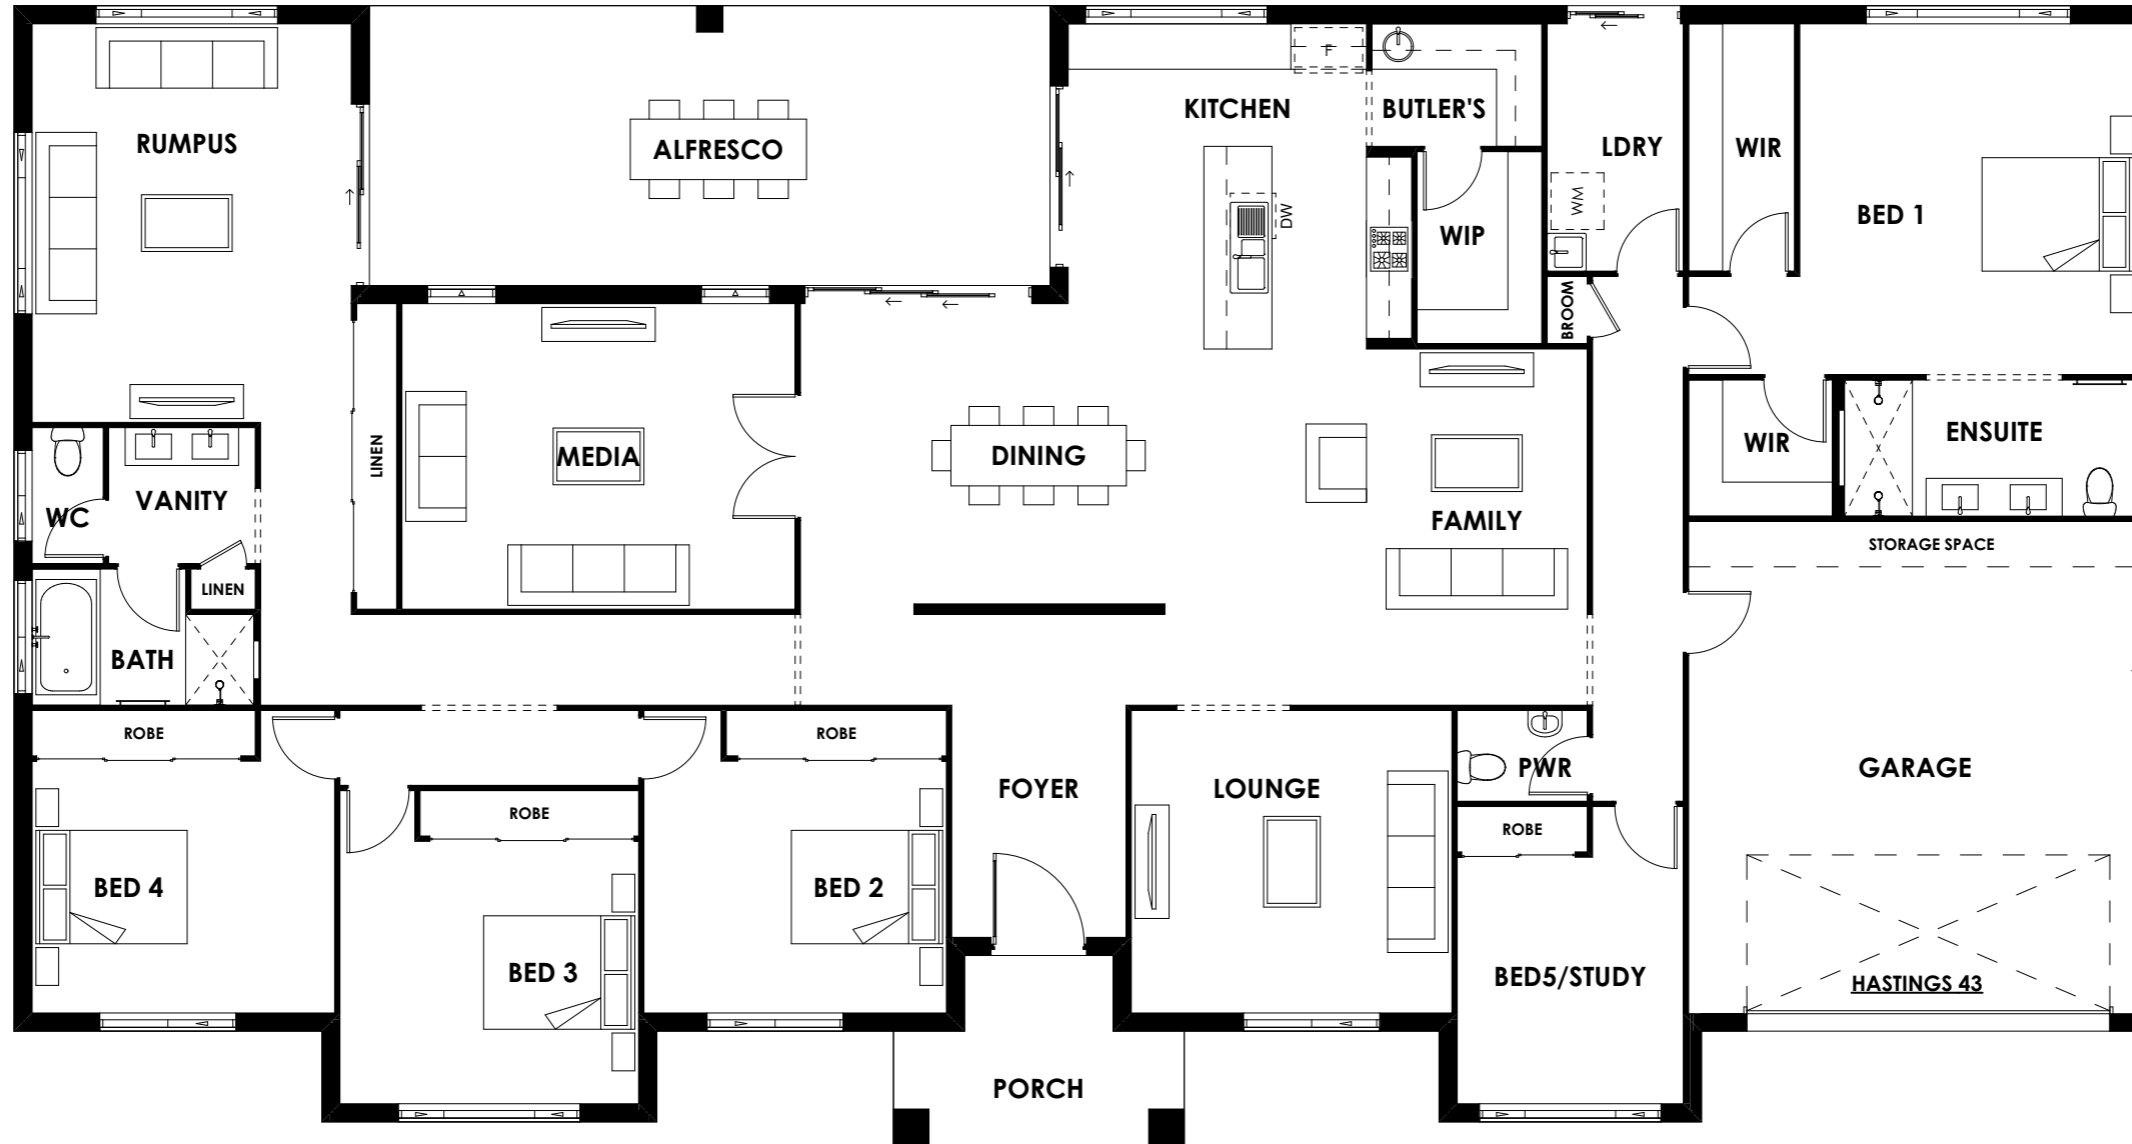 F
KITCHEN
BUTLER'S
RUMPUS
ALFRESCO
LDRY
WIR
WM
DW
BED 1
WIP
BROOM
LINEN
MEDIA
DINING
WIR
ENSUITE
VANITY
WC
FAMILY
STORAGE SPACE
LINEN
BATH
ROBE
ROBE
FOYER
LOUNGE
PWR
GARAGE
ROBE
ROBE
BED 4
BED 2
BED 3
BED5/STUDY
HASTINGS 43
PORCH